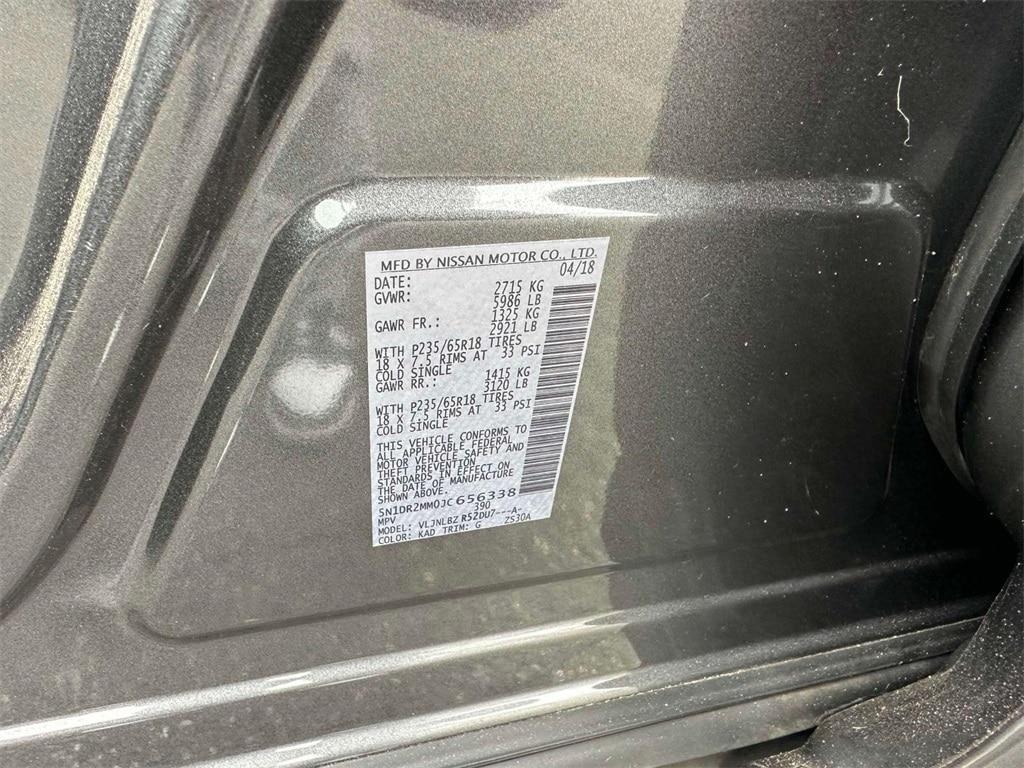 MFD BY NISSAN MOTOR CO., LTD.
DATE: 04/18
GVWR: 2715 KG
5986 LB
GAWR FR.: 1325 KG
2921 LB
WITH P235/65R18 TIRES
18 X 7.5 RIMS AT 33 PSI
COLD SINGLE
GAWR RR.: 1415 KG
3120 LB
WITH P235/65R18 TIRES
18 X 7.5 RIMS AT 33 PSI
COLD SINGLE
THIS VEHICLE CONFORMS TO
ALL APPLICABLE FEDERAL
MOTOR VEHICLE SAFETY AND
THEFT PREVENTION
STANDARDS IN EFFECT ON
THE DATE OF MANUFACTURE
SHOWN ABOVE.
5N1DR2MM0JC656338
MPV 390
MODEL: VLJNLBZ R52DU7---A-
COLOR: KAD TRIM: G ZS30A